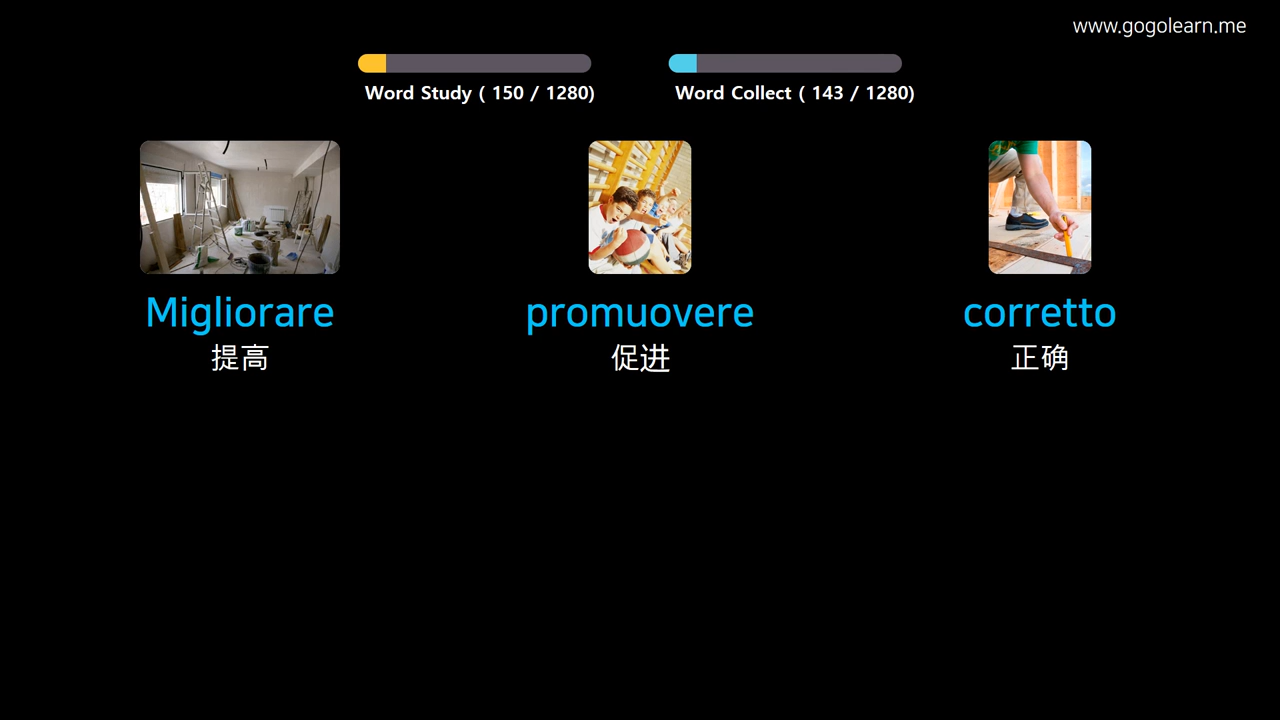 www.gogolearn.me
Word Study ( 150 / 1280)
Word Collect ( 143 / 1280)
Migliorare
提高
promuovere
促进
corretto
正确